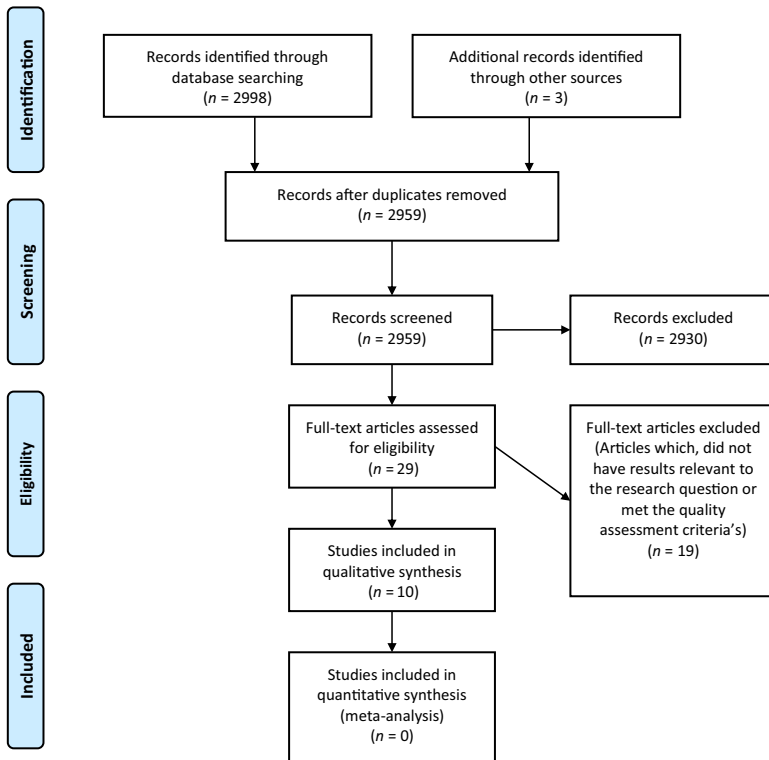 Identification
Records identified through
database searching
(n = 2998)
Additional records identified
through other sources
(n = 3)
Records after duplicates removed
(n = 2959)
Screening
Records screened
(n = 2959)
Records excluded
(n = 2930)
Eligibility
Full-text articles assessed
for eligibility
(n = 29)
Full-text articles excluded
(Articles which, did not
have results relevant to
the research question or
met the quality
assessment criteria's)
(n = 19)
Studies included in
qualitative synthesis
(n = 10)
Included
Studies included in
quantitative synthesis
(meta-analysis)
(n = 0)